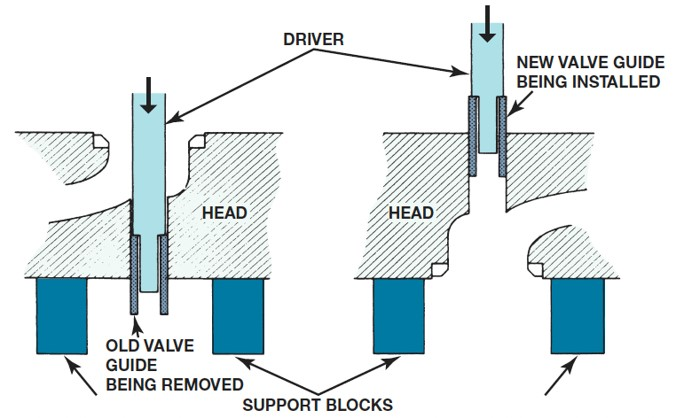 DRIVER
NEW VALVE GUIDE
BEING INSTALLED
HEAD
HEAD
OLD VALVE
GUIDE
BEING REMOVED
SUPPORT BLOCKS